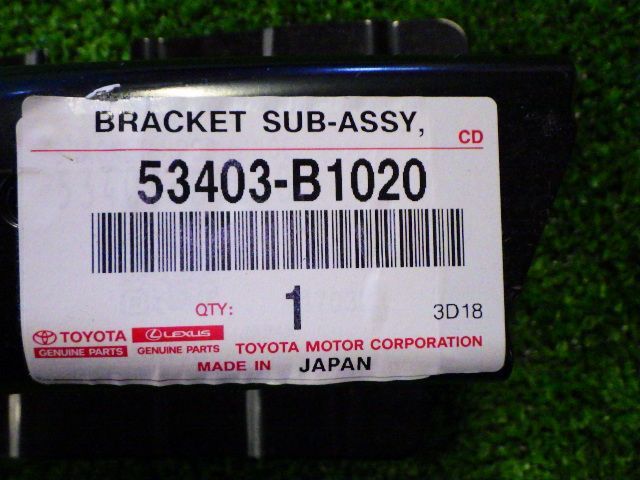 BRACKET SUB-ASSY,
CD
53403-B1020
QTY: 1 3D18
TOYOTA LEXUS
GENUINE PARTS GENUINE PARTS TOYOTA MOTOR CORPORATION
MADE IN JAPAN